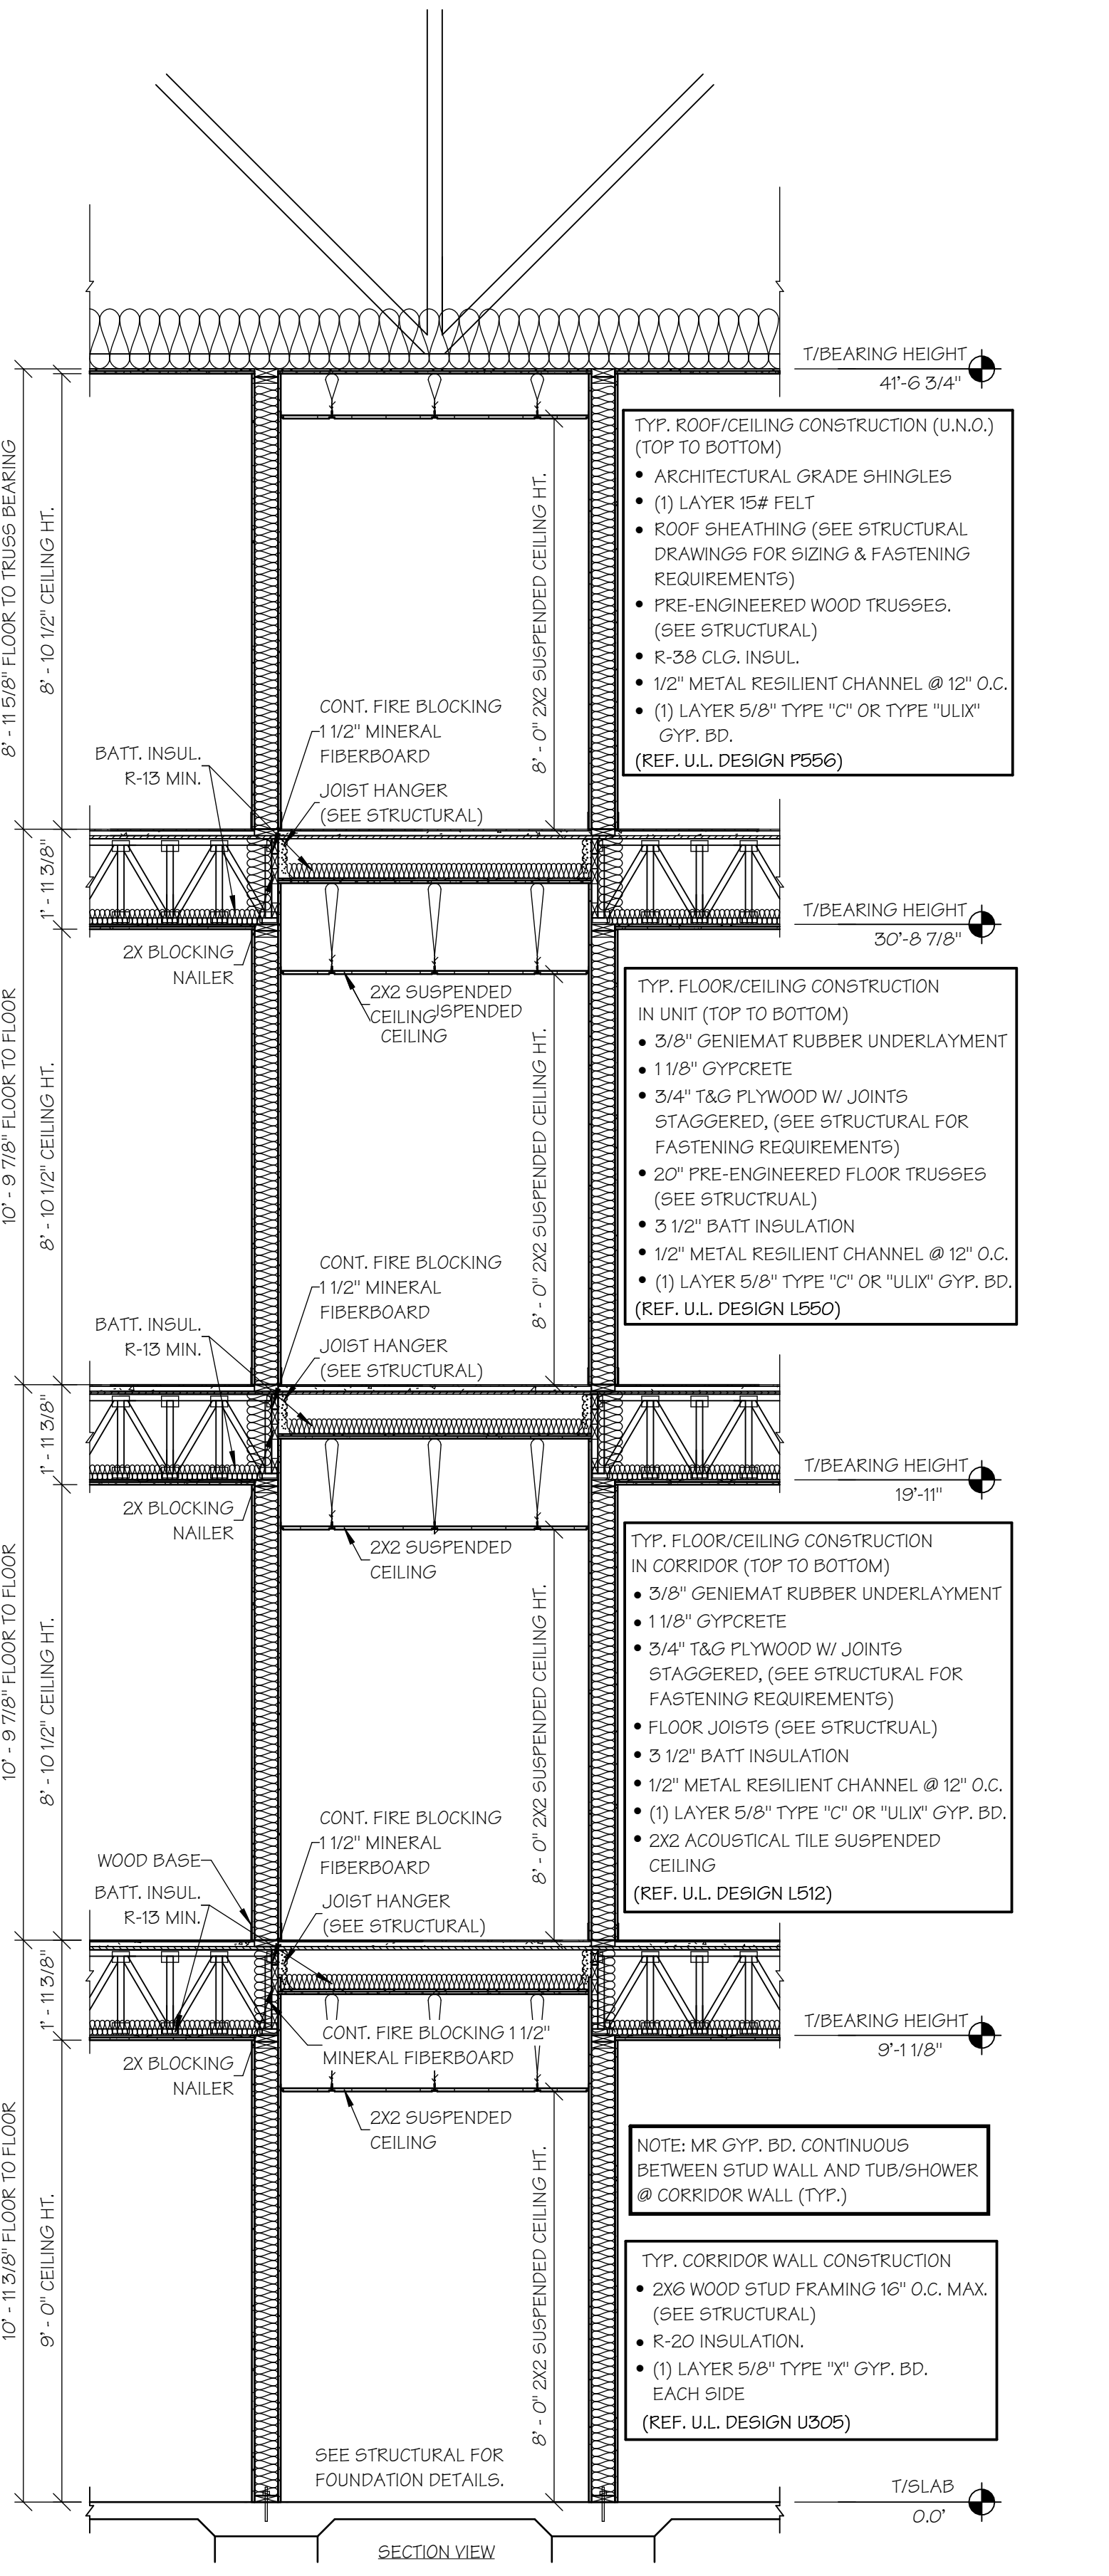 T/BEARING HEIGHT
41'-6 3/4"
TYP. ROOF/CEILING CONSTRUCTION (U.N.O.)
(TOP TO BOTTOM)
• ARCHITECTURAL GRADE SHINGLES
• (1) LAYER 15# FELT
• ROOF SHEATHING (SEE STRUCTURAL
DRAWINGS FOR SIZING & FASTENING
REQUIREMENTS)
• PRE-ENGINEERED WOOD TRUSSES.
(SEE STRUCTURAL)
• R-38 CLG. INSUL.
• 1/2" METAL RESILIENT CHANNEL @ 12" O.C.
• (1) LAYER 5/8" TYPE "C" OR TYPE "ULIX"
GYP. BD.
(REF. U.L. DESIGN P556)
8' - 11 5/8" FLOOR TO TRUSS BEARING
8' - 10 1/2" CEILING HT.
8' - 0" 2X2 SUSPENDED CEILING HT.
CONT. FIRE BLOCKING
1 1/2" MINERAL
FIBERBOARD
BATT. INSUL.
R-13 MIN.
JOIST HANGER
(SEE STRUCTURAL)
1' - 11 3/8"
2X BLOCKING
NAILER
T/BEARING HEIGHT
30'-8 7/8"
2X2 SUSPENDED
CEILING
USPENDED
CEILING
TYP. FLOOR/CEILING CONSTRUCTION
IN UNIT (TOP TO BOTTOM)
• 3/8" GENIEMAT RUBBER UNDERLAYMENT
• 1 1/8" GYPCRETE
• 3/4" T&G PLYWOOD W/ JOINTS
STAGGERED, (SEE STRUCTURAL FOR
FASTENING REQUIREMENTS)
• 20" PRE-ENGINEERED FLOOR TRUSSES
(SEE STRUCTRUAL)
• 3 1/2" BATT INSULATION
• 1/2" METAL RESILIENT CHANNEL @ 12" O.C.
• (1) LAYER 5/8" TYPE "C" OR "ULIX" GYP. BD.
(REF. U.L. DESIGN L550)
10' - 9 7/8" FLOOR TO FLOOR
8' - 10 1/2" CEILING HT.
8' - 0" 2X2 SUSPENDED CEILING HT.
CONT. FIRE BLOCKING
1 1/2" MINERAL
FIBERBOARD
BATT. INSUL.
R-13 MIN.
JOIST HANGER
(SEE STRUCTURAL)
1' - 11 3/8"
2X BLOCKING
NAILER
T/BEARING HEIGHT
19'-11"
2X2 SUSPENDED
CEILING
TYP. FLOOR/CEILING CONSTRUCTION
IN CORRIDOR (TOP TO BOTTOM)
• 3/8" GENIEMAT RUBBER UNDERLAYMENT
• 1 1/8" GYPCRETE
• 3/4" T&G PLYWOOD W/ JOINTS
STAGGERED, (SEE STRUCTURAL FOR
FASTENING REQUIREMENTS)
• FLOOR JOISTS (SEE STRUCTRUAL)
• 3 1/2" BATT INSULATION
• 1/2" METAL RESILIENT CHANNEL @ 12" O.C.
• (1) LAYER 5/8" TYPE "C" OR "ULIX" GYP. BD.
• 2X2 ACOUSTICAL TILE SUSPENDED
CEILING
(REF. U.L. DESIGN L512)
10' - 9 7/8" FLOOR TO FLOOR
8' - 10 1/2" CEILING HT.
8' - 0" 2X2 SUSPENDED CEILING HT.
CONT. FIRE BLOCKING
1 1/2" MINERAL
FIBERBOARD
WOOD BASE
BATT. INSUL.
R-13 MIN.
JOIST HANGER
(SEE STRUCTURAL)
1' - 11 3/8"
CONT. FIRE BLOCKING 1 1/2"
MINERAL FIBERBOARD
2X BLOCKING
NAILER
T/BEARING HEIGHT
9'-1 1/8"
2X2 SUSPENDED
CEILING
NOTE: MR GYP. BD. CONTINUOUS
BETWEEN STUD WALL AND TUB/SHOWER
@ CORRIDOR WALL (TYP.)
TYP. CORRIDOR WALL CONSTRUCTION
• 2X6 WOOD STUD FRAMING 16" O.C. MAX.
(SEE STRUCTURAL)
• R-20 INSULATION.
• (1) LAYER 5/8" TYPE "X" GYP. BD.
EACH SIDE
(REF. U.L. DESIGN U305)
10' - 11 3/8" FLOOR TO FLOOR
9' - 0" CEILING HT.
8' - 0" 2X2 SUSPENDED CEILING HT.
SEE STRUCTURAL FOR
FOUNDATION DETAILS.
T/SLAB
0.0'
SECTION VIEW